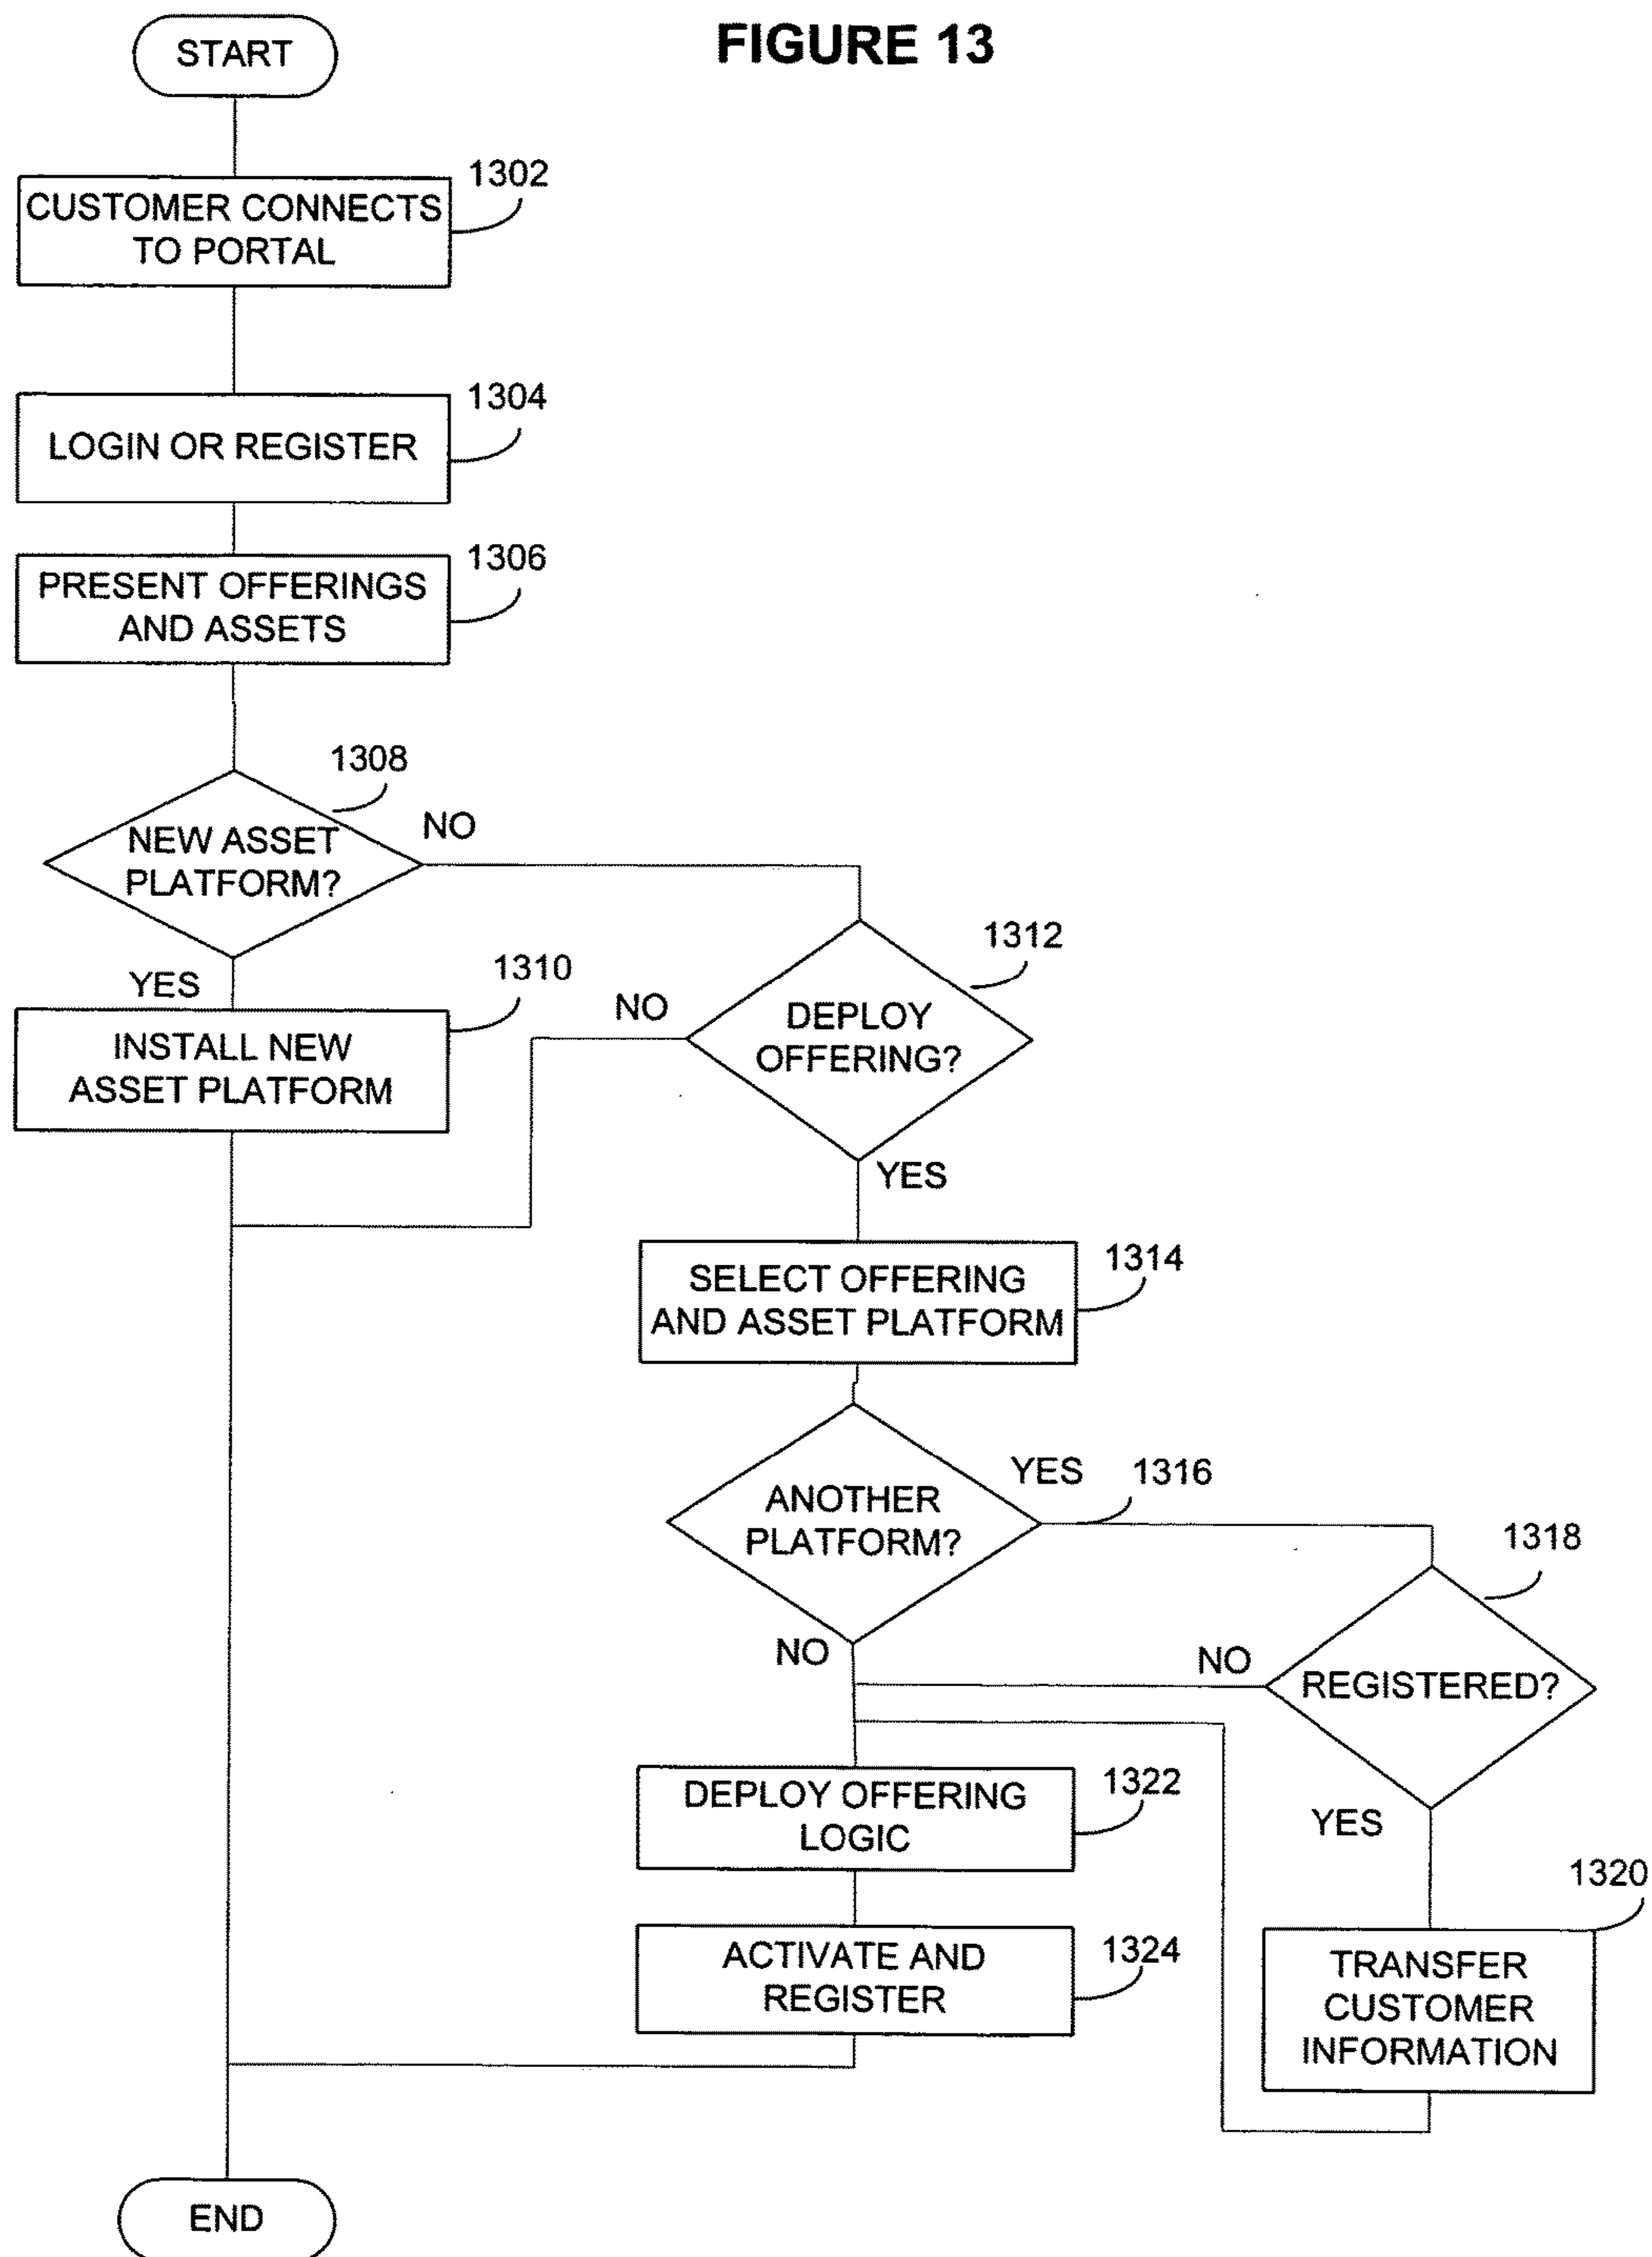 FIGURE 13
START
1302
CUSTOMER CONNECTS
TO PORTAL
1304
LOGIN OR REGISTER
1306
PRESENT OFFERINGS
AND ASSETS
1308
NEW ASSET
PLATFORM?
NO
YES
1310
INSTALL NEW
ASSET PLATFORM
1312
NO
DEPLOY
OFFERING?
YES
1314
SELECT OFFERING
AND ASSET PLATFORM
YES
1316
ANOTHER
PLATFORM?
NO
1318
NO
REGISTERED?
YES
1320
TRANSFER
CUSTOMER
INFORMATION
1322
DEPLOY OFFERING
LOGIC
1324
ACTIVATE AND
REGISTER
END